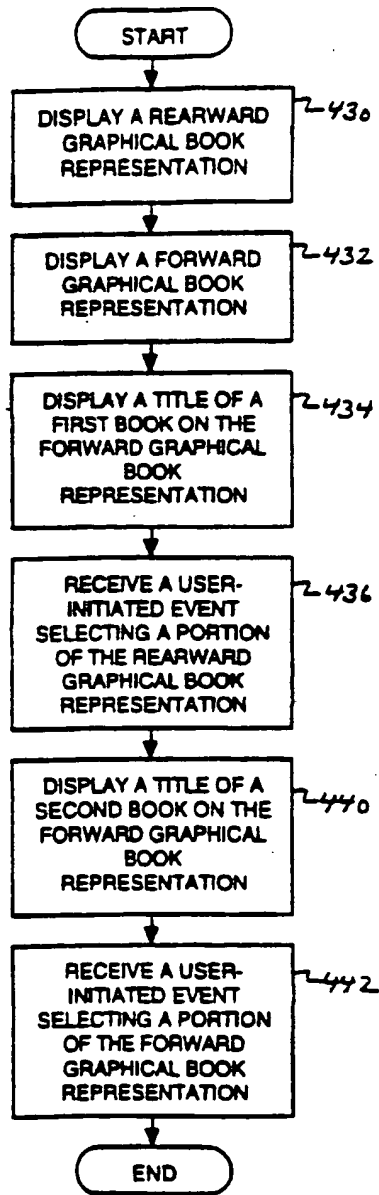 START
DISPLAY A REARWARD
GRAPHICAL BOOK
REPRESENTATION
430
DISPLAY A FORWARD
GRAPHICAL BOOK
REPRESENTATION
432
DISPLAY A TITLE OF A
FIRST BOOK ON THE
FORWARD GRAPHICAL
BOOK
REPRESENTATION
434
RECEIVE A USER-
INITIATED EVENT
SELECTING A PORTION
OF THE REARWARD
GRAPHICAL BOOK
REPRESENTATION
436
DISPLAY A TITLE OF A
SECOND BOOK ON THE
FORWARD GRAPHICAL
BOOK
REPRESENTATION
440
RECEIVE A USER-
INITIATED EVENT
SELECTING A PORTION
OF THE FORWARD
GRAPHICAL BOOK
REPRESENTATION
442
END